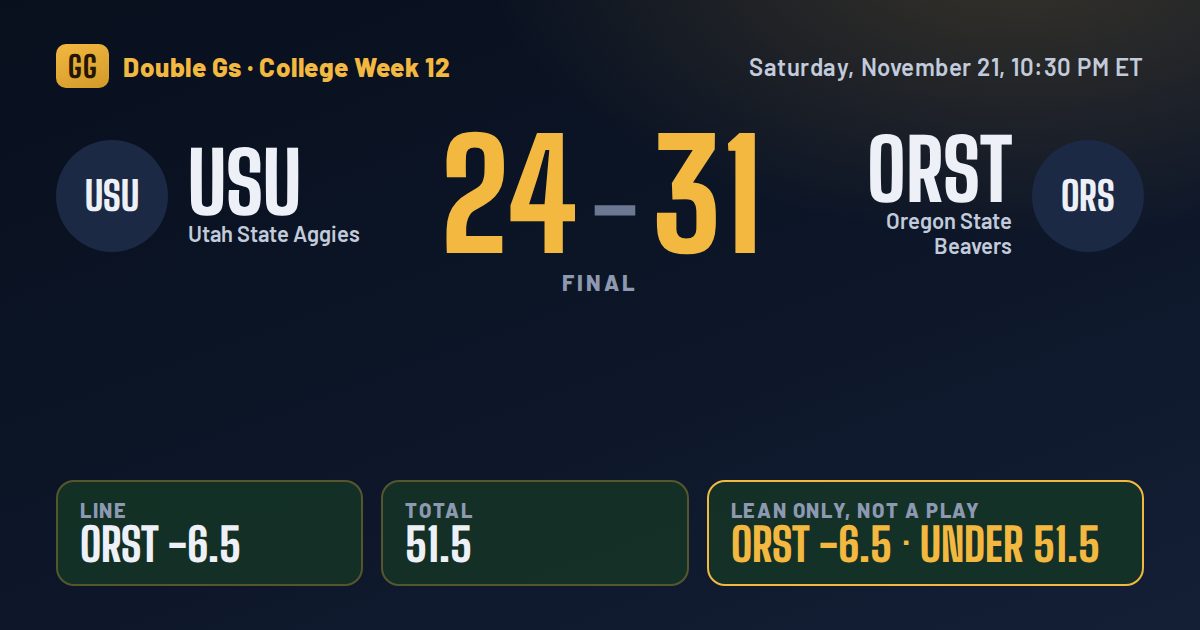 GG Double Gs · College Week 12
Saturday, November 21, 10:30 PM ET
USU
USU
Utah State Aggies
24 – 31
FINAL
ORST
Oregon State
Beavers
ORS
LINE
ORST −6.5
TOTAL
51.5
LEAN ONLY, NOT A PLAY
ORST −6.5 · UNDER 51.5